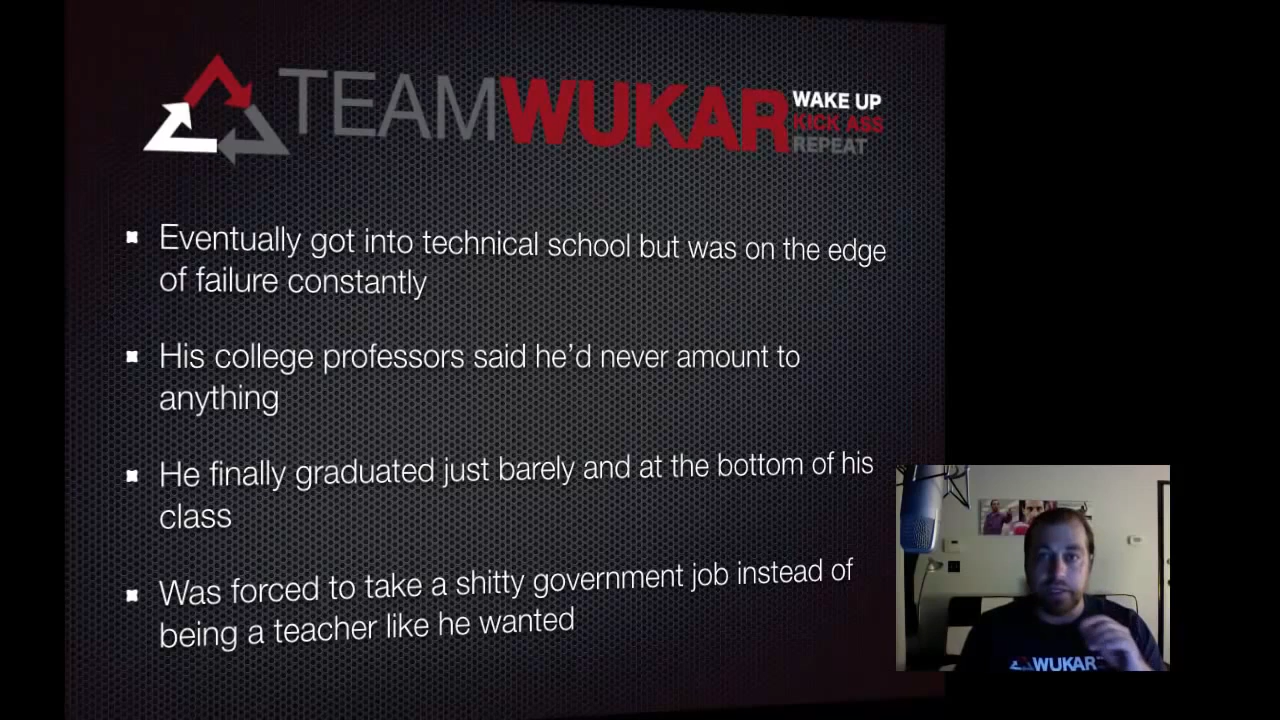 TEAMWUKAR
WAKE UP
KICK ASS
REPEAT
Eventually got into technical school but was on the edge
of failure constantly
His college professors said he'd never amount to
anything
He finally graduated just barely and at the bottom of his
class
Was forced to take a shitty government job instead of
being a teacher like he wanted
WUKAR